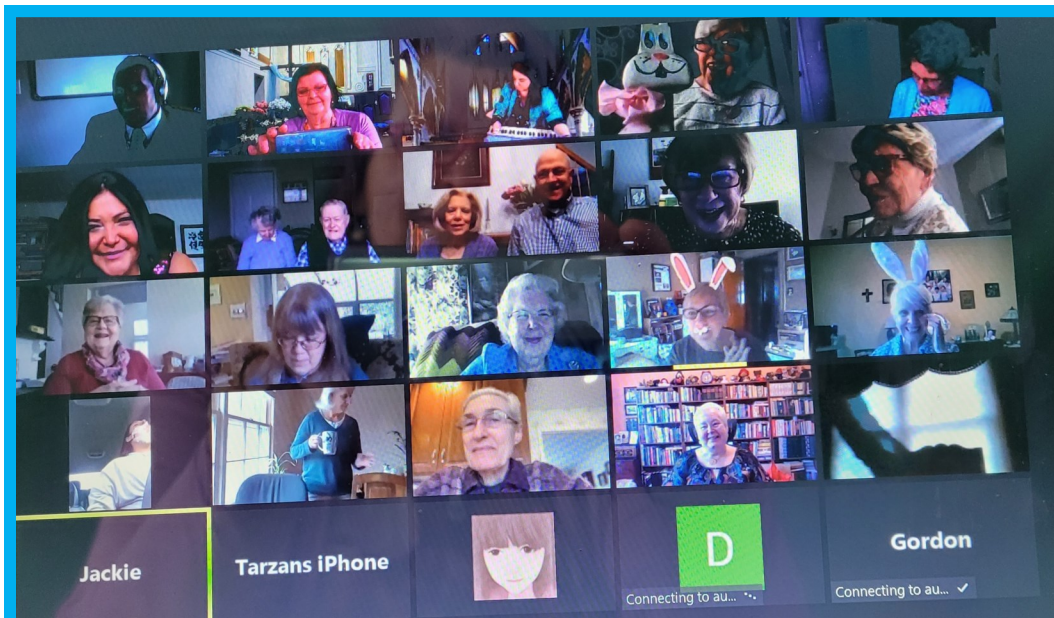 Jackie
Tarzans iPhone
D
Connecting to au...
Gordon
Connecting to au...